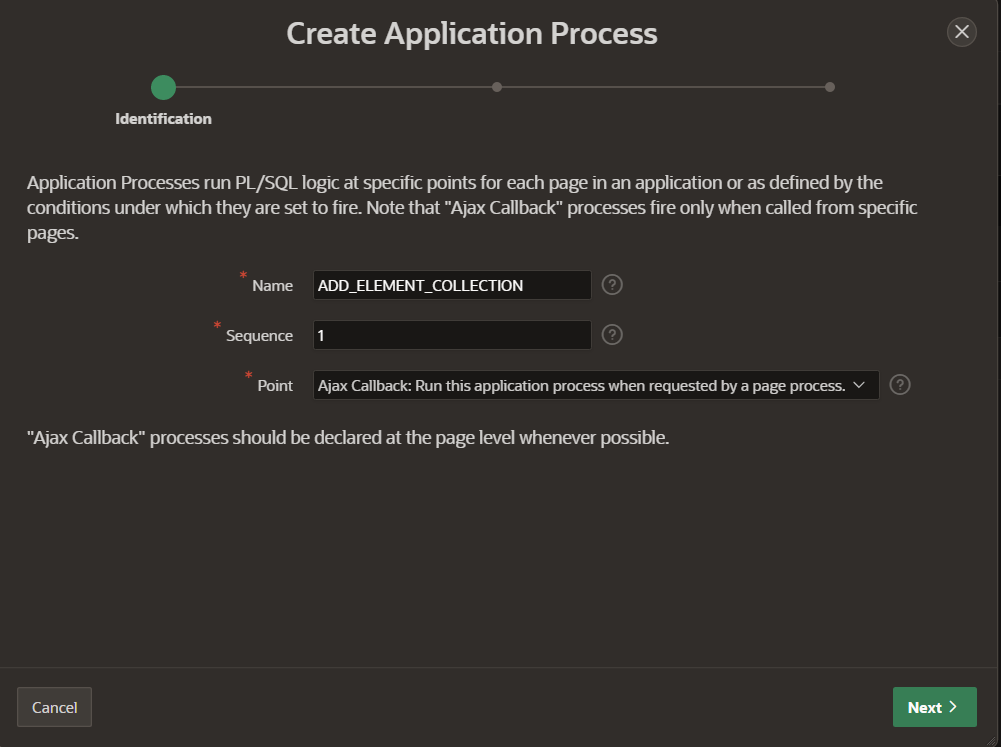 Create Application Process
Identification
Application Processes run PL/SQL logic at specific points for each page in an application or as defined by the
conditions under which they are set to fire. Note that "Ajax Callback" processes fire only when called from specific
pages.
* Name ADD_ELEMENT_COLLECTION ?
* Sequence 1 ?
* Point Ajax Callback: Run this application process when requested by a page process. ?
"Ajax Callback" processes should be declared at the page level whenever possible.
Cancel Next